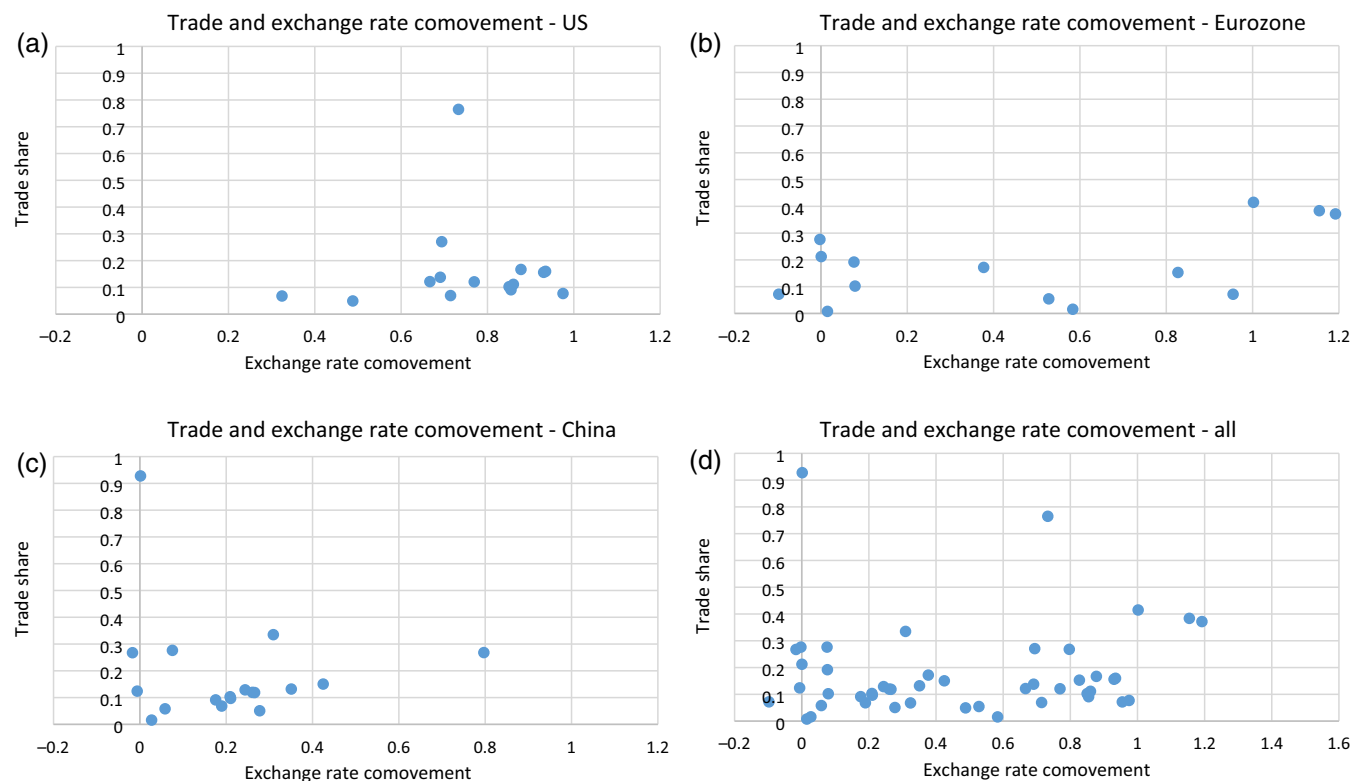 (a)
Trade and exchange rate comovement - US
Trade share
1
0.9
0.8
0.7
0.6
0.5
0.4
0.3
0.2
0.1
0
–0.2 0 0.2 0.4 0.6 0.8 1 1.2
Exchange rate comovement
(b)
Trade and exchange rate comovement - Eurozone
Trade share
1
0.9
0.8
0.7
0.6
0.5
0.4
0.3
0.2
0.1
0
–0.2 0 0.2 0.4 0.6 0.8 1 1.2
Exchange rate comovement
(c)
Trade and exchange rate comovement - China
Trade share
1
0.9
0.8
0.7
0.6
0.5
0.4
0.3
0.2
0.1
0
–0.2 0 0.2 0.4 0.6 0.8 1 1.2
Exchange rate comovement
(d)
Trade and exchange rate comovement - all
Trade share
1
0.9
0.8
0.7
0.6
0.5
0.4
0.3
0.2
0.1
0
–0.2 0 0.2 0.4 0.6 0.8 1 1.2 1.4 1.6
Exchange rate comovement